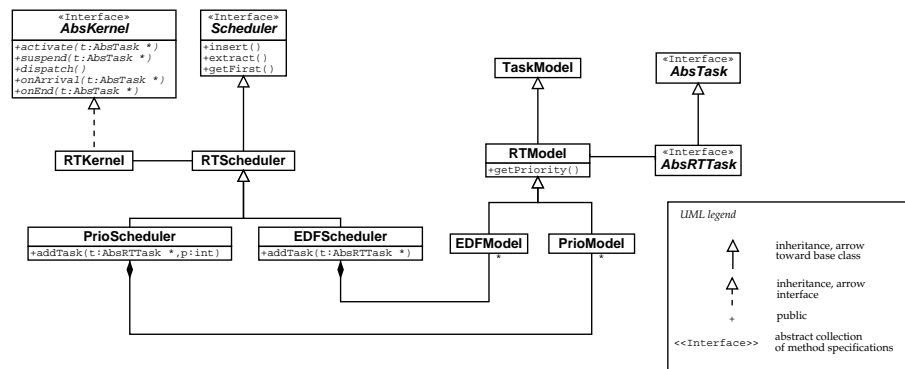 «Interface»
AbsKernel
+activate(t:AbsTask *)
+suspend(t:AbsTask *)
+dispatch()
+onArrival(t:AbsTask *)
+onEnd(t:AbsTask *)
«Interface»
Scheduler
+insert()
+extract()
+getFirst()
TaskModel
«Interface»
AbsTask
RTKernel
RTScheduler
RTModel
+getPriority()
«Interface»
AbsRTTask
PrioScheduler
+addTask(t:AbsRTTask *,p:int)
EDFScheduler
+addTask(t:AbsRTTask *)
EDFModel
*
PrioModel
*
UML legend
inheritance, arrow
toward base class
inheritance, arrow
interface
+ public
<<Interface>> abstract collection
of method specifications